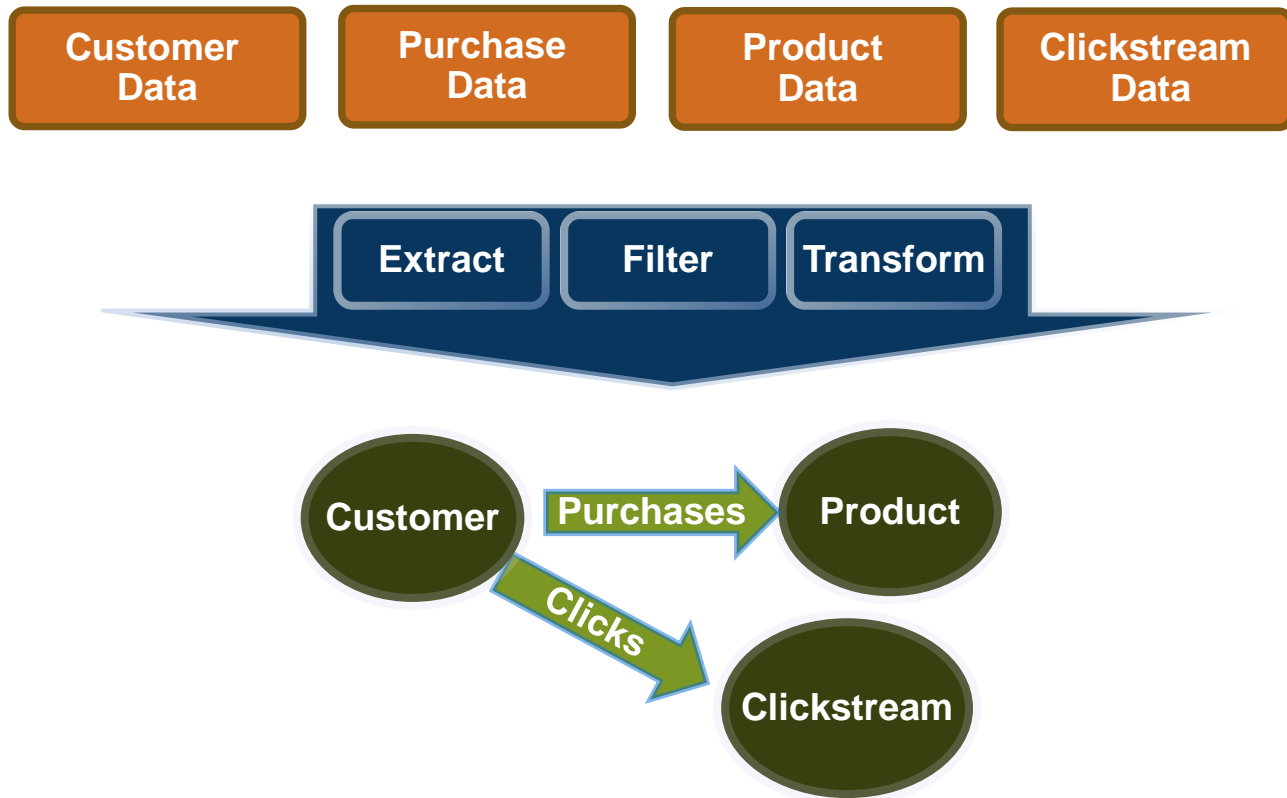 Customer
Data
Purchase
Data
Product
Data
Clickstream
Data
Extract
Filter
Transform
Customer
Purchases
Product
Clicks
Clickstream